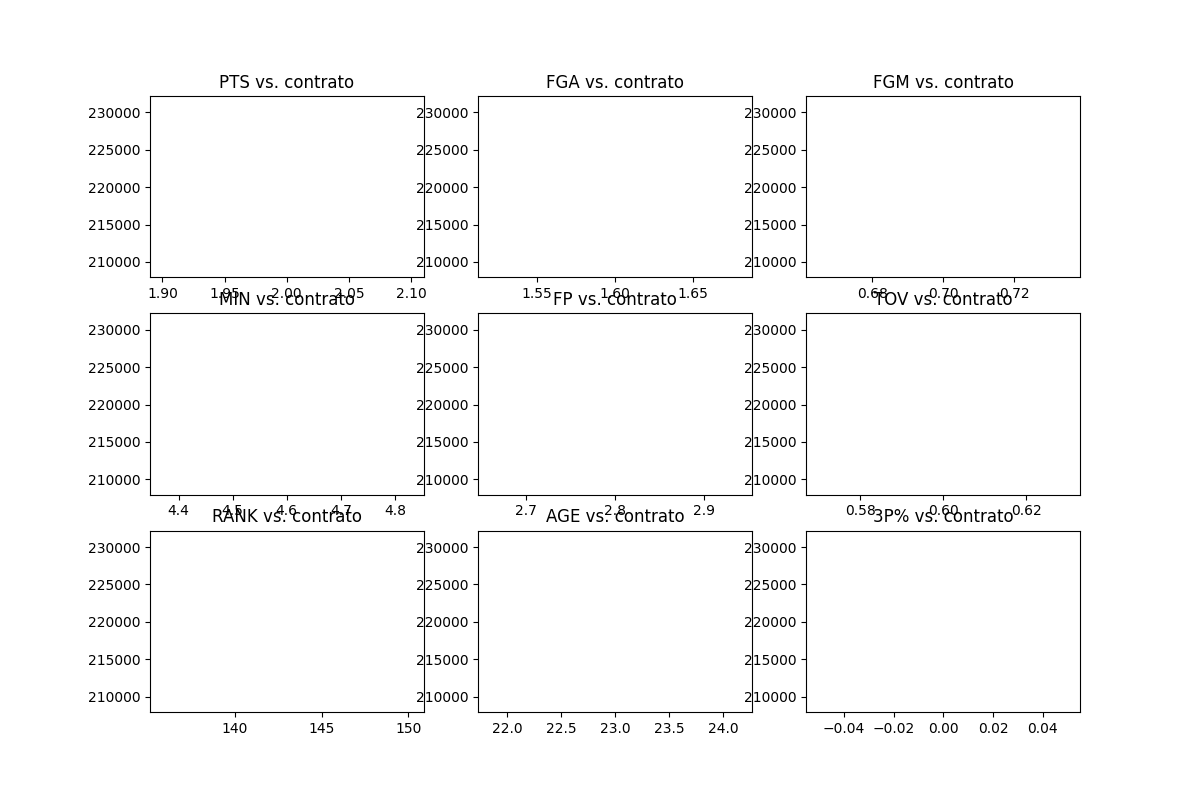 PTS vs. contrato
FGA vs. contrato
FGM vs. contrato
230000
225000
220000
215000
210000
230000
225000
220000
215000
210000
230000
225000
220000
215000
210000
1.90 1.95 2.00 2.05 2.10
1.55 1.60 1.65
0.68 0.70 0.72
MIN vs. contrato
FP vs. contrato
TOV vs. contrato
230000
225000
220000
215000
210000
230000
225000
220000
215000
210000
230000
225000
220000
215000
210000
4.4 4.5 4.6 4.7 4.8
2.7 2.8 2.9
0.58 0.60 0.62
RANK vs. contrato
AGE vs. contrato
3P% vs. contrato
230000
225000
220000
215000
210000
230000
225000
220000
215000
210000
230000
225000
220000
215000
210000
140 145 150
22.0 22.5 23.0 23.5 24.0
−0.04 −0.02 0.00 0.02 0.04